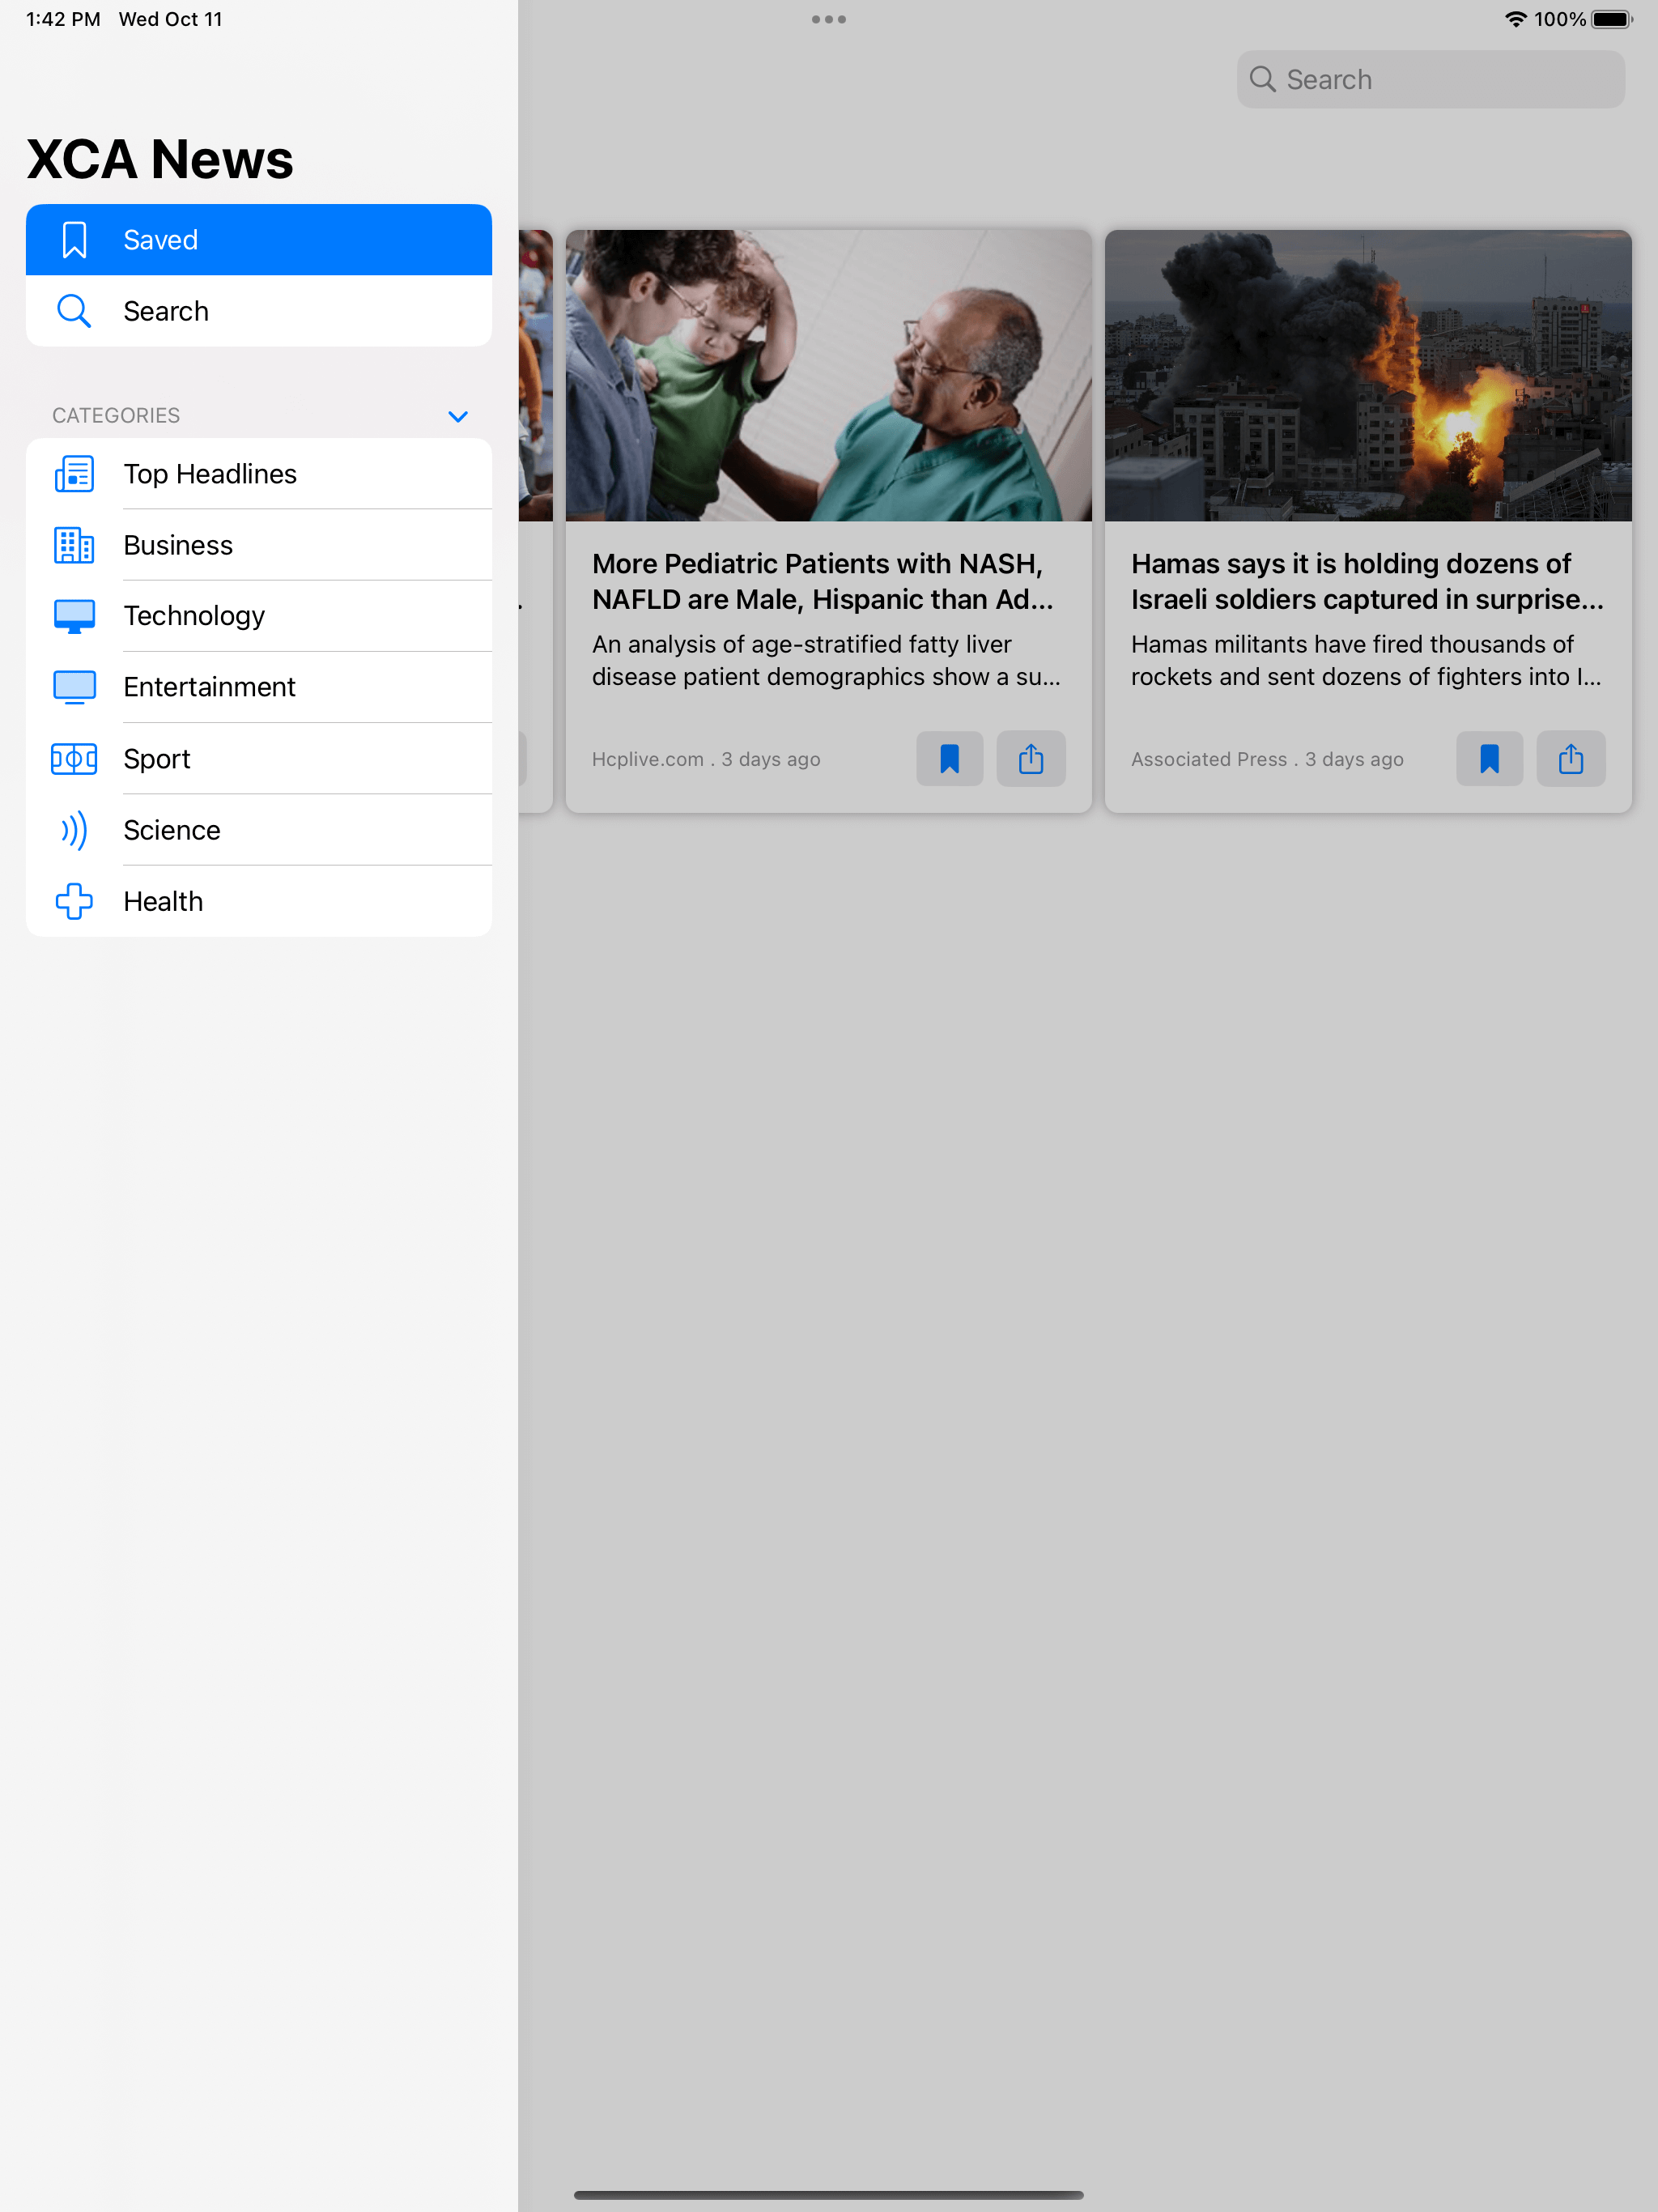 1:42 PM Wed Oct 11
100%
Search
XCA News
Saved
Search
CATEGORIES
Top Headlines
Business
Technology
Entertainment
Sport
Science
Health
More Pediatric Patients with NASH,
NAFLD are Male, Hispanic than Ad...
An analysis of age-stratified fatty liver
disease patient demographics show a su...
Hcplive.com . 3 days ago
Hamas says it is holding dozens of
Israeli soldiers captured in surprise...
Hamas militants have fired thousands of
rockets and sent dozens of fighters into I...
Associated Press . 3 days ago